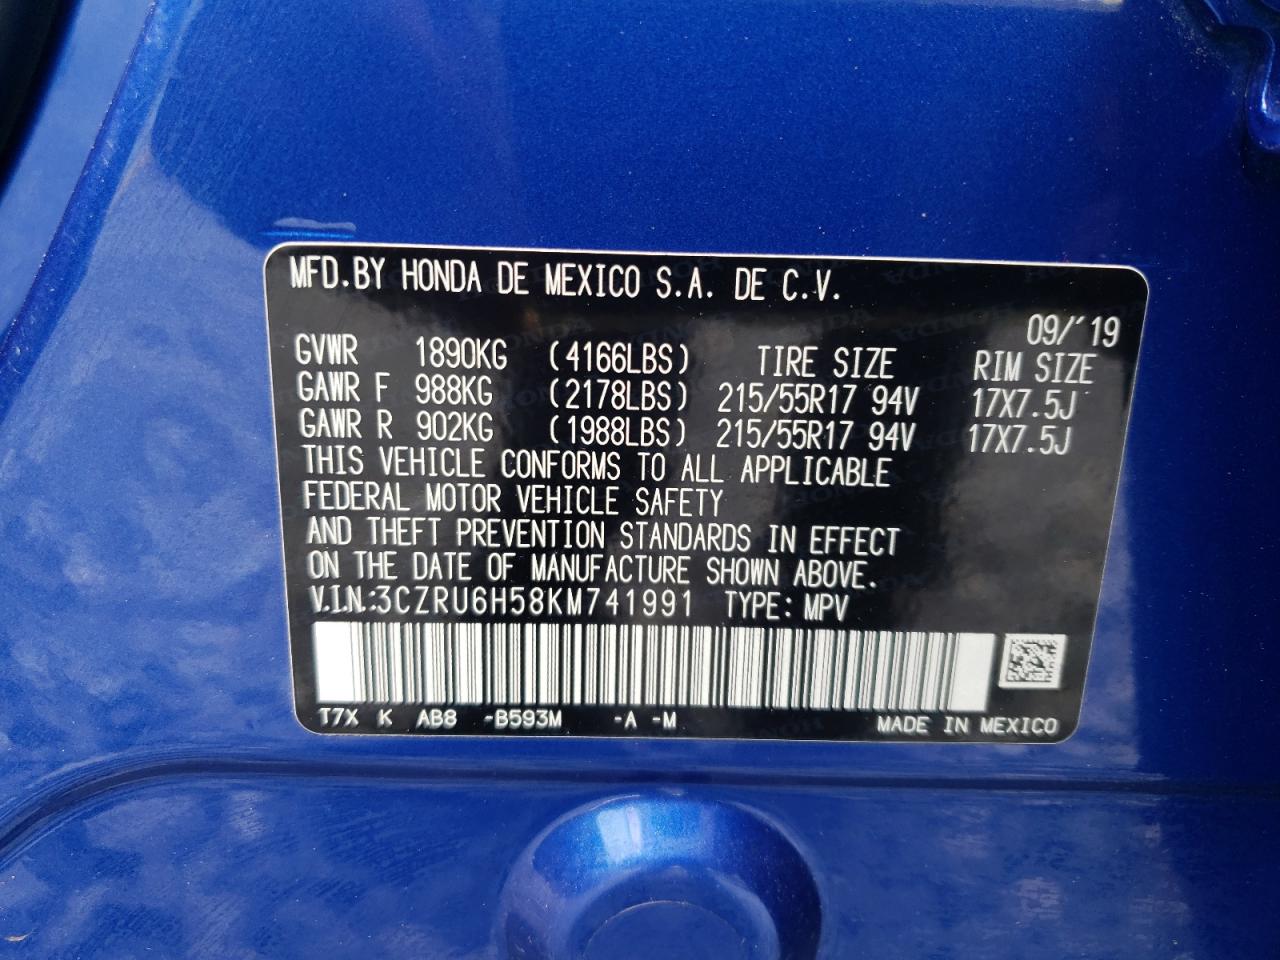 MFD.BY HONDA DE MEXICO S.A. DE C.V.
09/'19
GVWR 1890KG (4166LBS) TIRE SIZE RIM SIZE
GAWR F 988KG (2178LBS) 215/55R17 94V 17X7.5J
GAWR R 902KG (1988LBS) 215/55R17 94V 17X7.5J
THIS VEHICLE CONFORMS TO ALL APPLICABLE
FEDERAL MOTOR VEHICLE SAFETY
AND THEFT PREVENTION STANDARDS IN EFFECT
ON THE DATE OF MANUFACTURE SHOWN ABOVE.
V.I.N.:3CZRU6H58KM741991 TYPE: MPV
T7X K AB8 -B593M -A -M MADE IN MEXICO